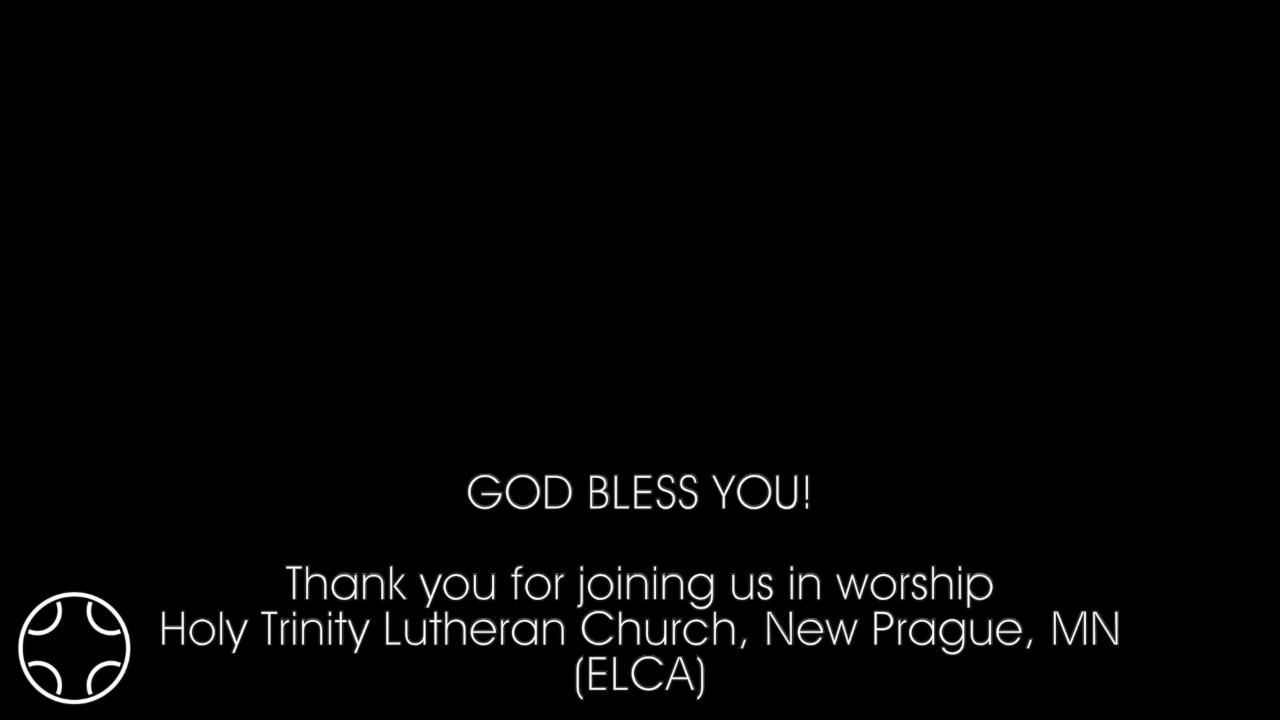 GOD BLESS YOU!
Thank you for joining us in worship
Holy Trinity Lutheran Church, New Prague, MN
(ELCA)